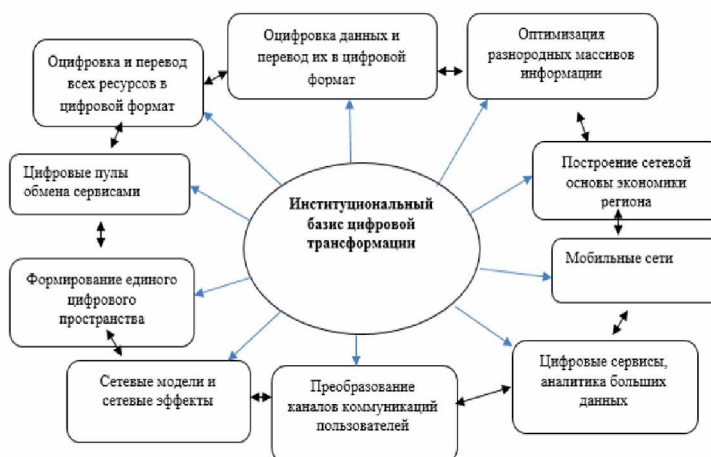 Оцифровка и перевод
всех ресурсов в
цифровой формат
Оцифровка данных и
перевод их в цифровой
формат
Оптимизация
разнородных массивов
информации
Цифровые пулы
обмена сервисами
Институциональный
базис цифровой
трансформации
Построение сетевой
основы экономики
региона
Формирование единого
цифрового
пространства
Мобильные сети
Сетевые модели и
сетевые эффекты
Преобразование
каналов коммуникаций
пользователей
Цифровые сервисы,
аналитика больших
данных